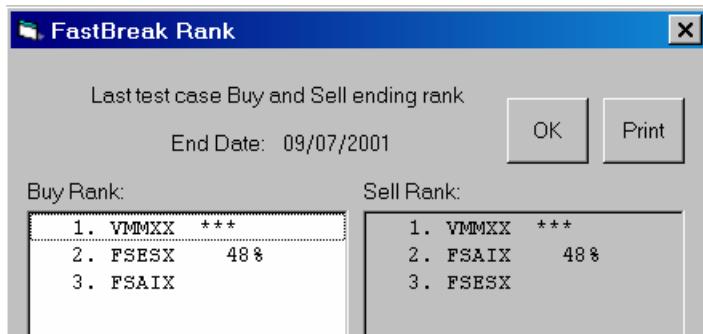 FastBreak Rank
Last test case Buy and Sell ending rank
End Date: 09/07/2001
OK
Print
Buy Rank:
1. VMMXX ***
2. FSESX 48%
3. FSAIX
Sell Rank:
1. VMMXX ***
2. FSAIX 48%
3. FSESX